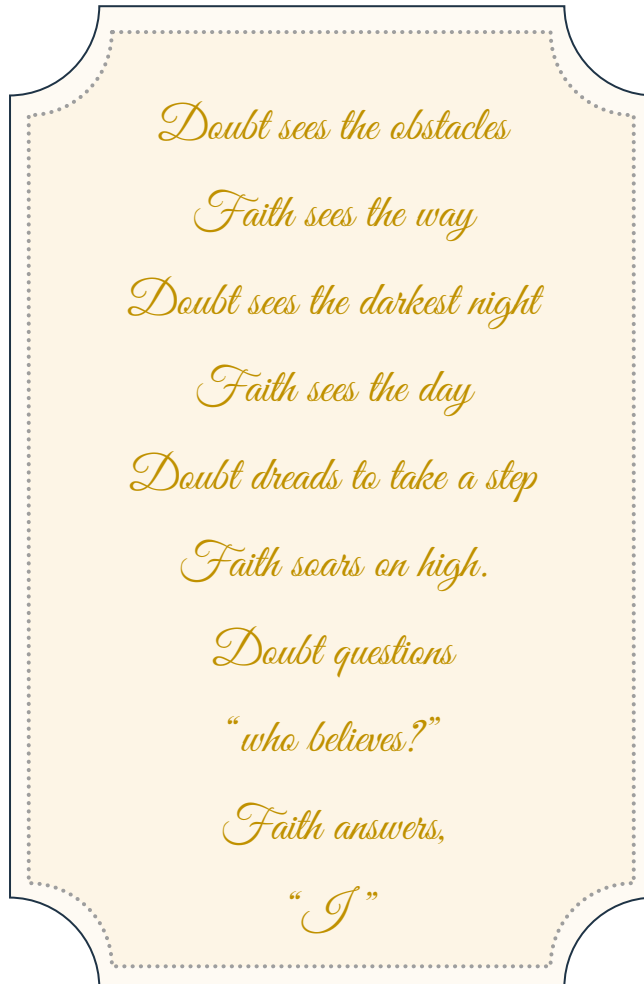 Doubt sees the obstacles
Faith sees the way
Doubt sees the darkest night
Faith sees the day
Doubt dreads to take a step
Faith soars on high.
Doubt questions
“who believes?”
Faith answers,
“ I ”